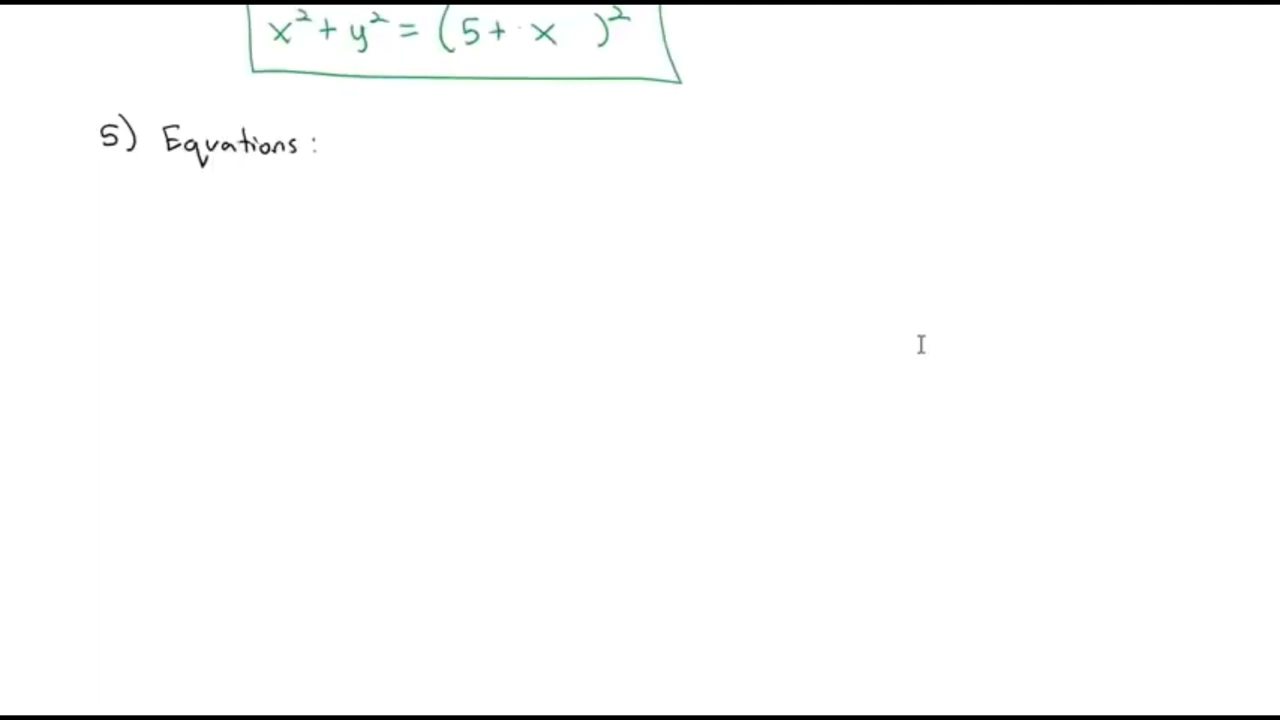 x² + y² = (5 + x )²
5) Equations :